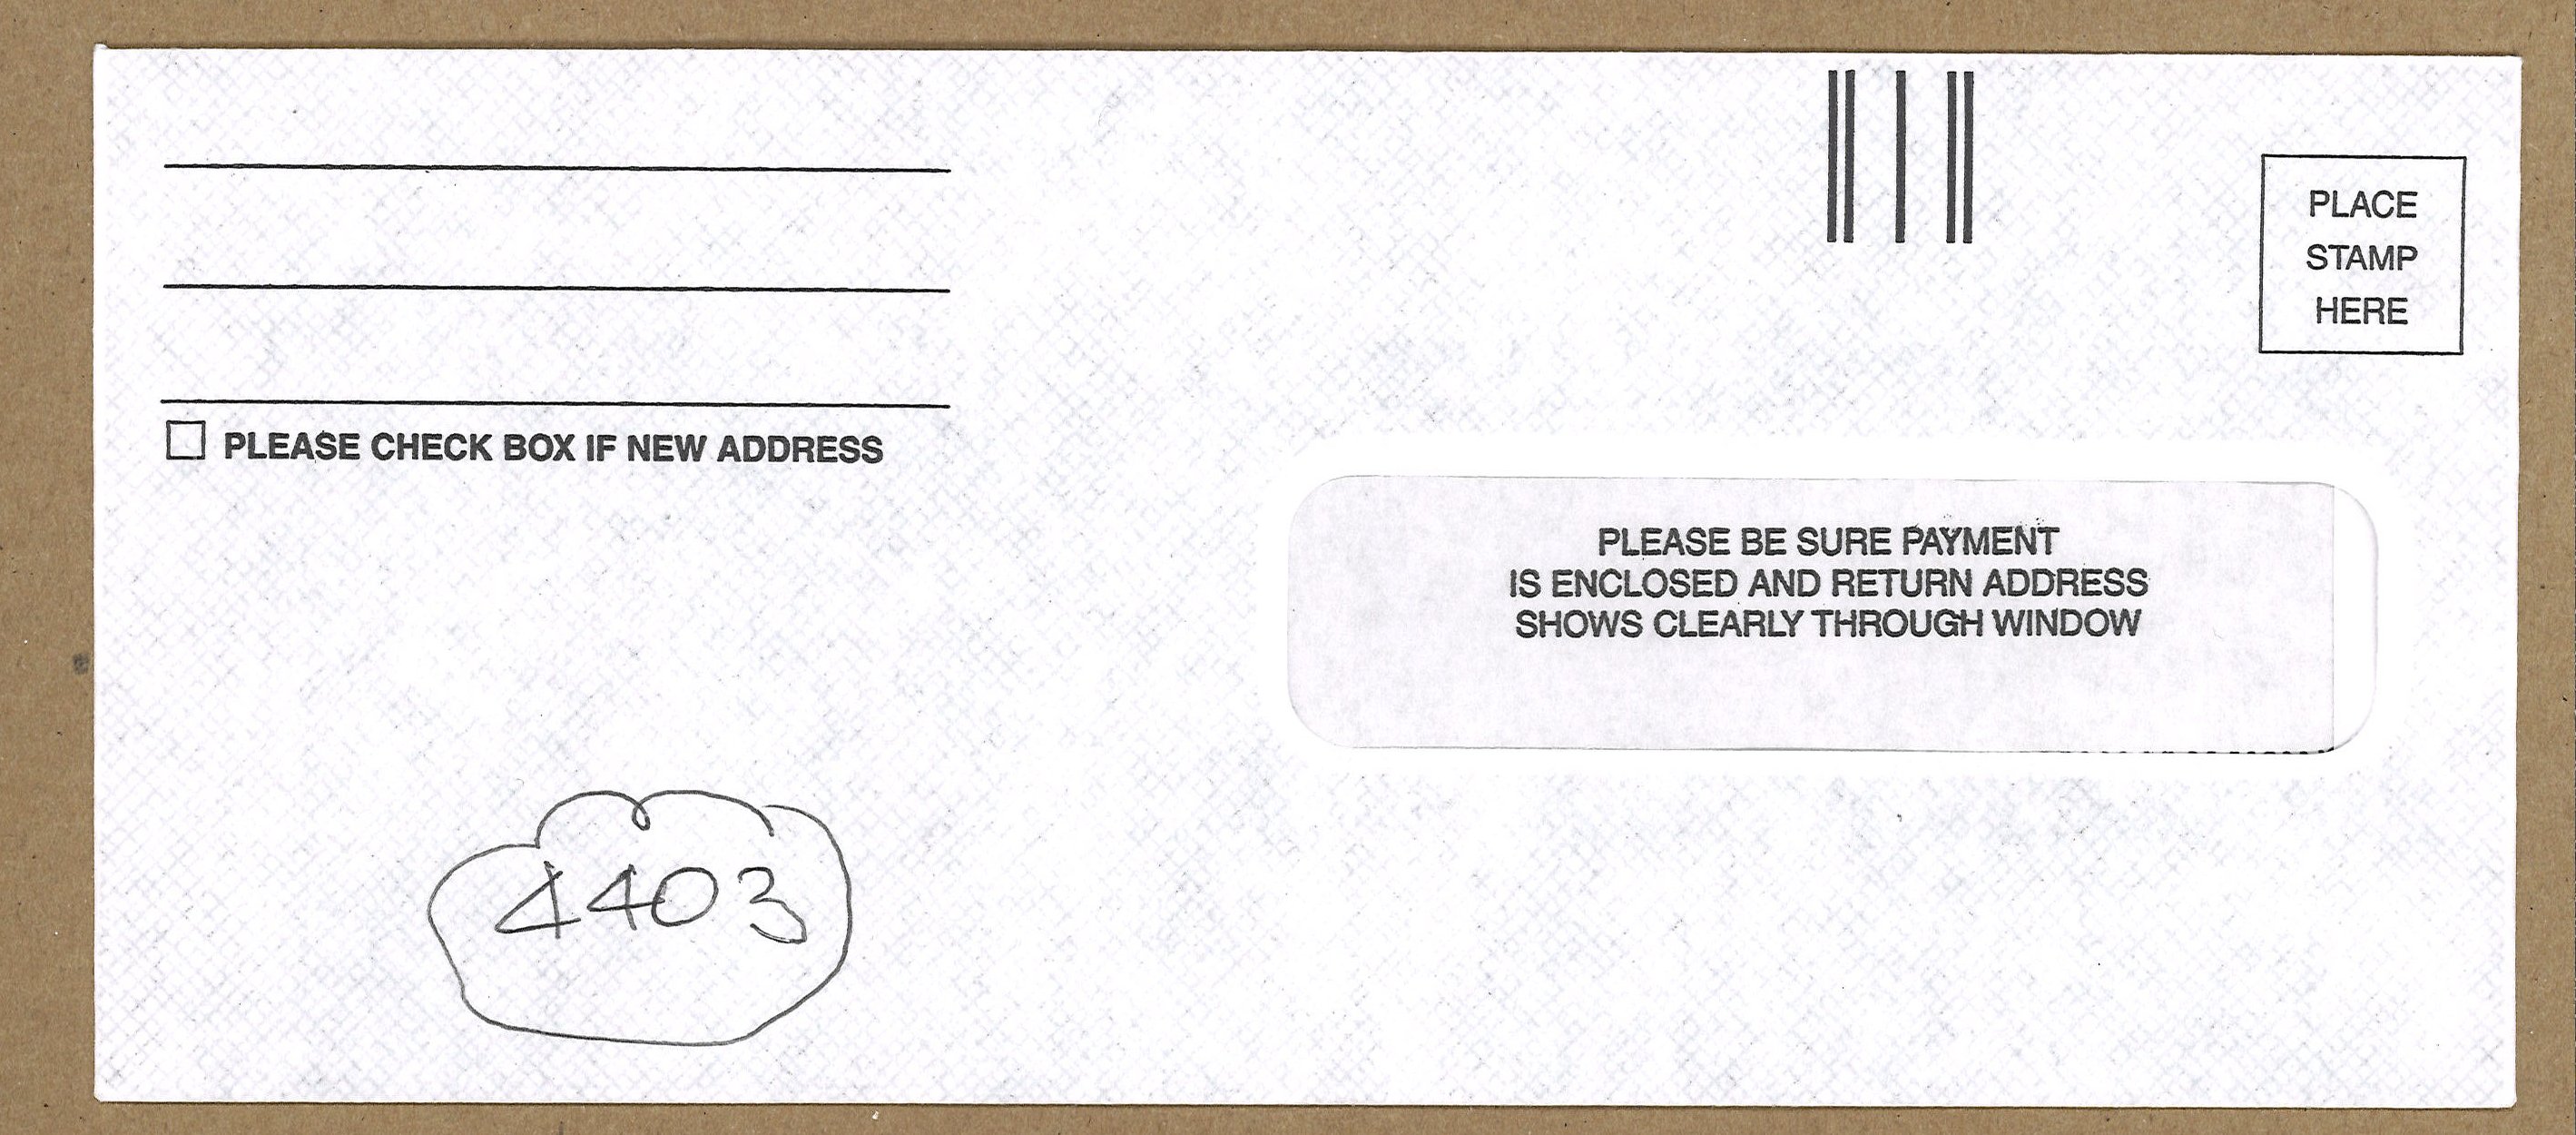 PLACE
STAMP
HERE
PLEASE CHECK BOX IF NEW ADDRESS
PLEASE BE SURE PAYMENT
IS ENCLOSED AND RETURN ADDRESS
SHOWS CLEARLY THROUGH WINDOW
4403